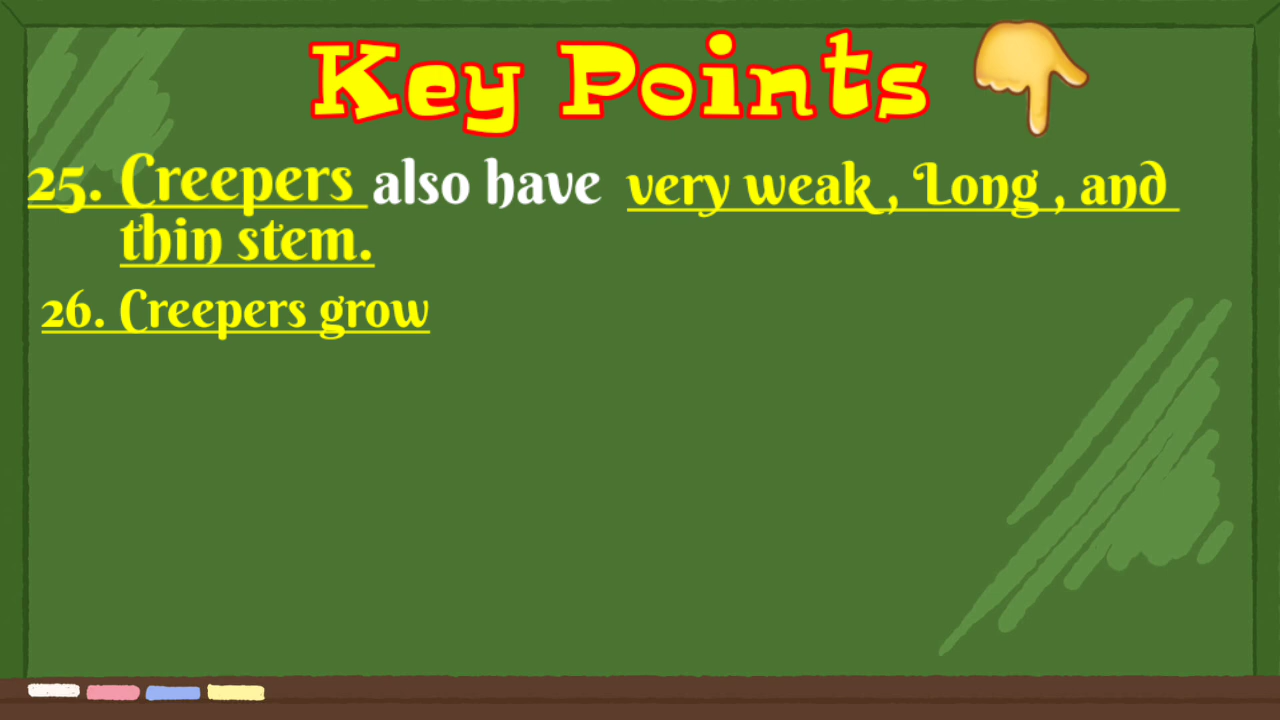 Key Points
25. Creepers also have very weak , Long , and
thin stem.
26. Creepers grow